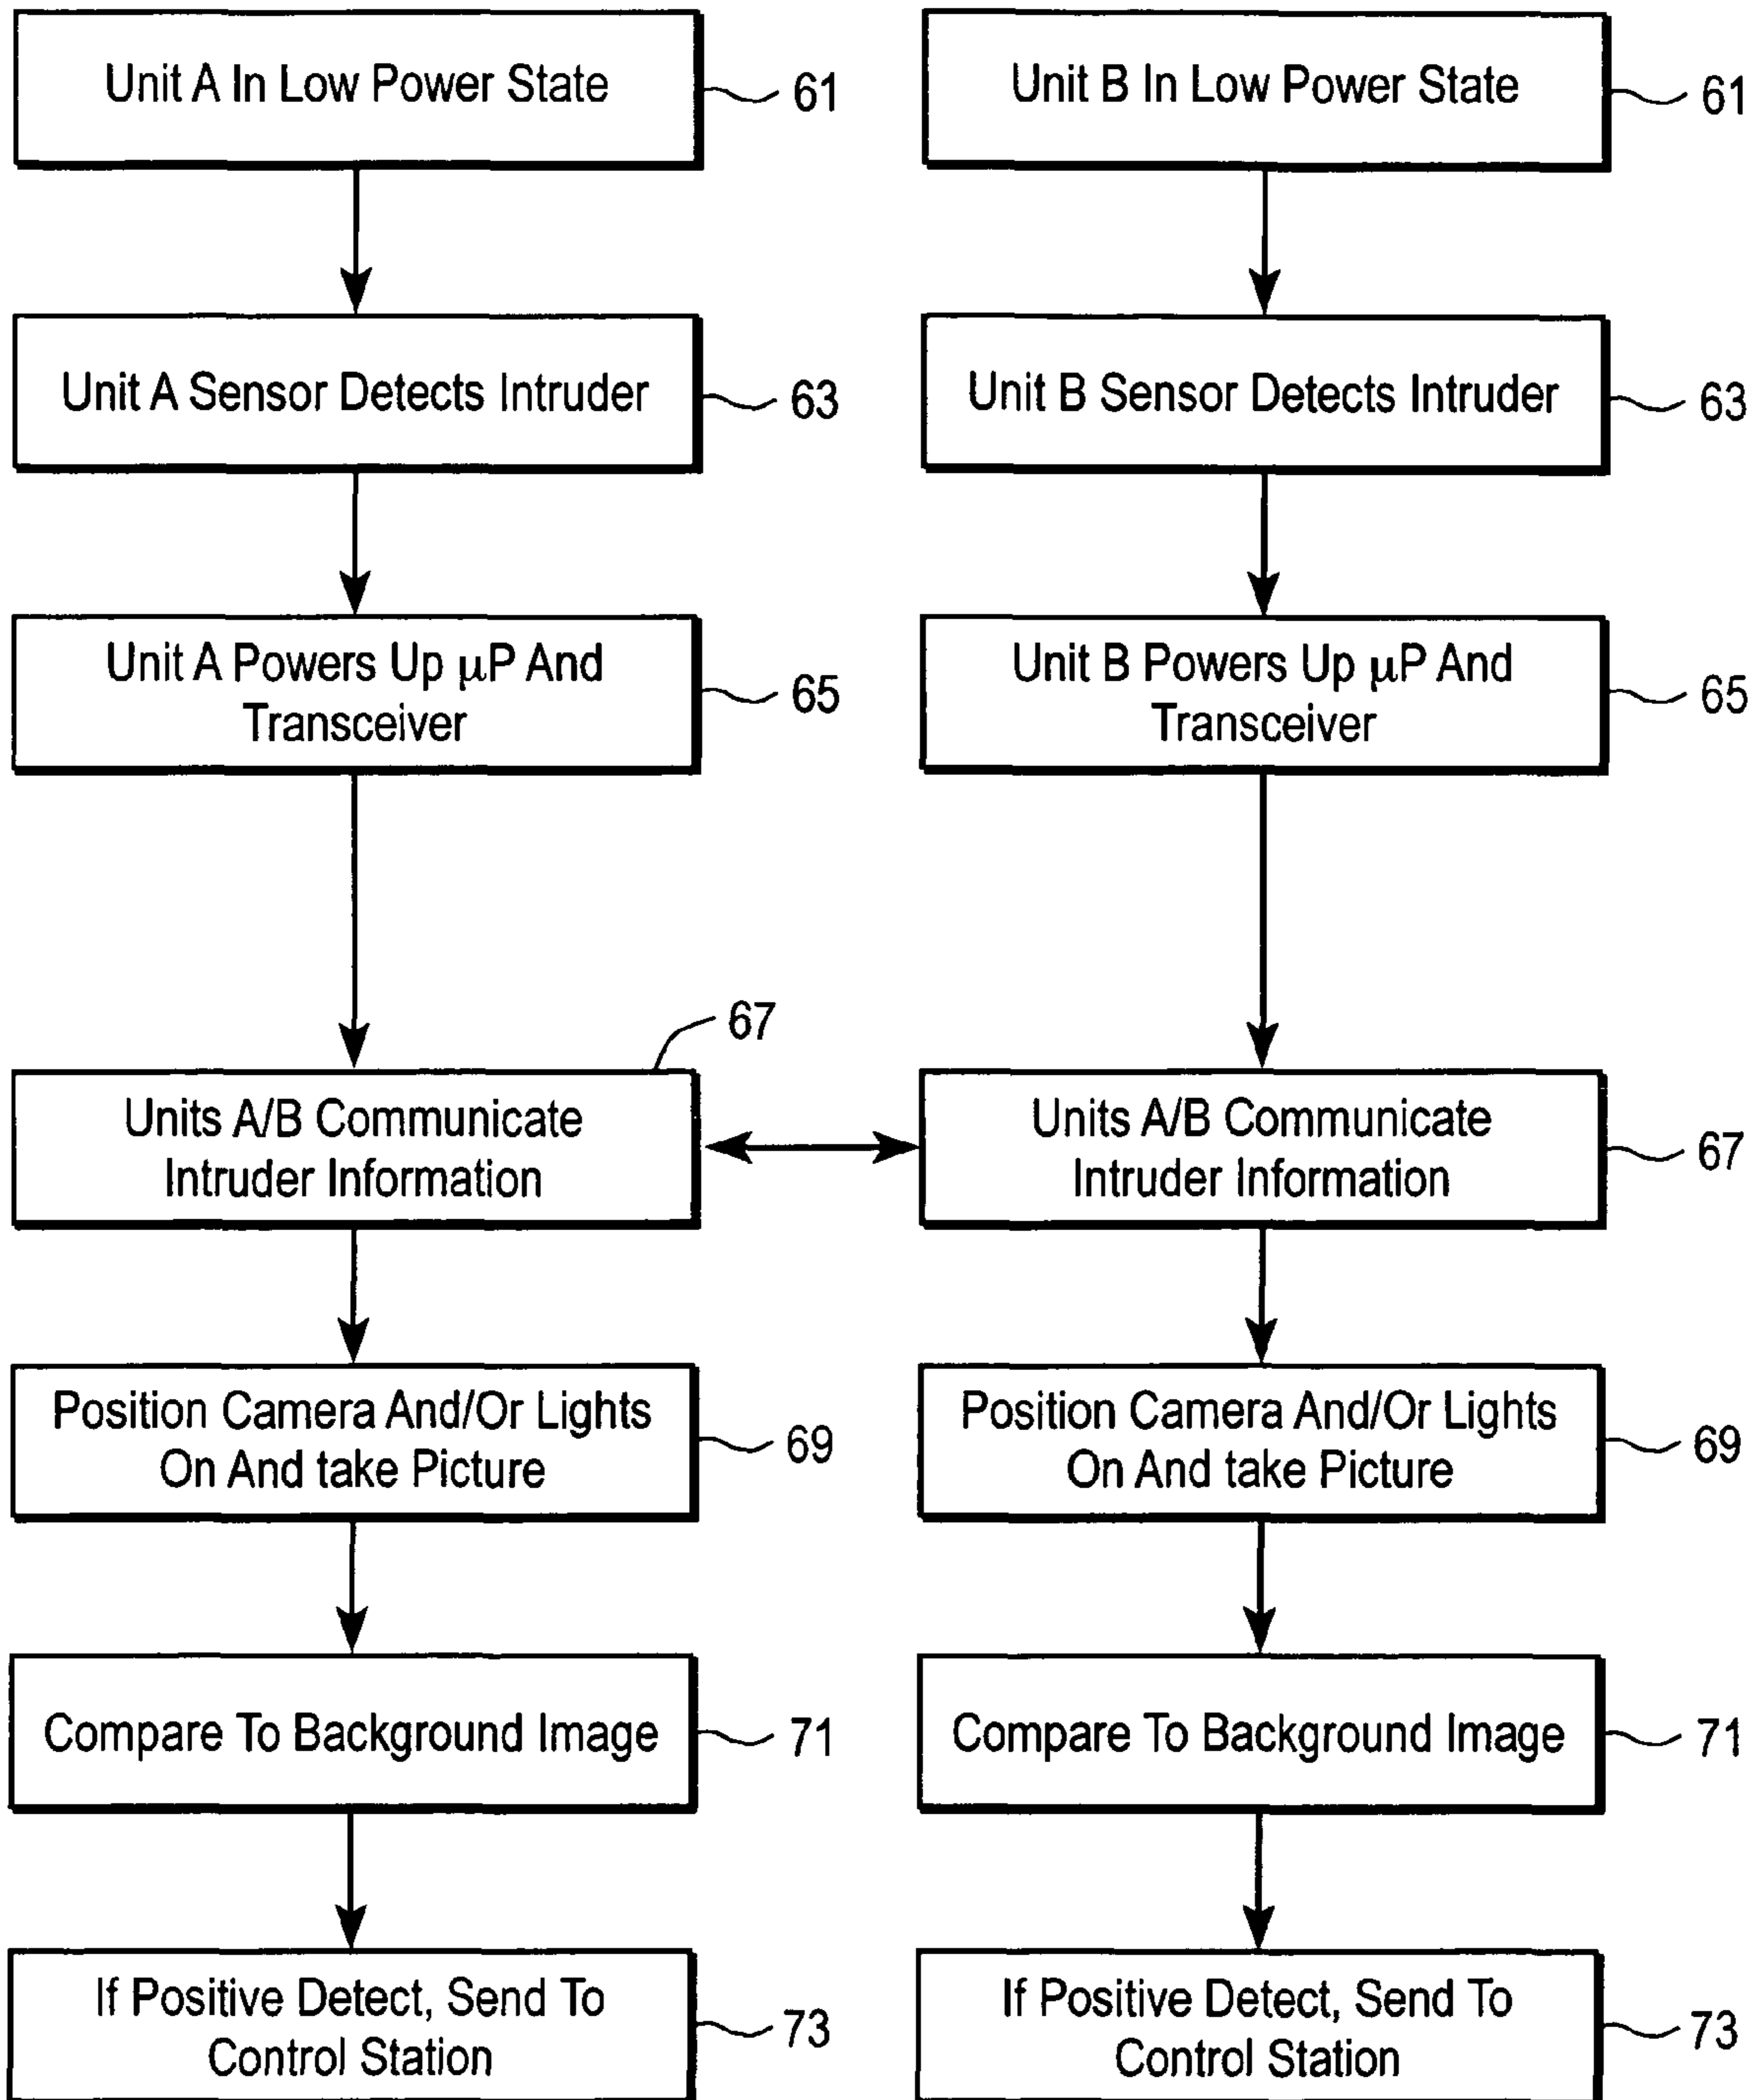 Unit A In Low Power State
61
Unit B In Low Power State
61
Unit A Sensor Detects Intruder
63
Unit B Sensor Detects Intruder
63
Unit A Powers Up μP And
Transceiver
65
Unit B Powers Up μP And
Transceiver
65
67
Units A/B Communicate
Intruder Information
Units A/B Communicate
Intruder Information
67
Position Camera And/Or Lights
On And take Picture
69
Position Camera And/Or Lights
On And take Picture
69
Compare To Background Image
71
Compare To Background Image
71
If Positive Detect, Send To
Control Station
73
If Positive Detect, Send To
Control Station
73